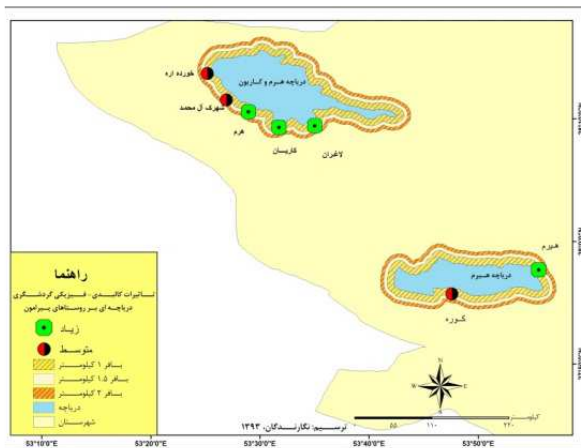 خورده اره
دریاچه هرم و کاریون
شهرک آل محمد
هرم
کاریسان
لاغران
هیرم
دریاچه هیرم
گوره
راهنما
تاثیرات کالبدی - فیزیکی گردشگری
دریاچه ای بر روستاهای پیرامون
زیاد
متوسط
بافر ۱ کیلومتر
بافر ۱.۵ کیلومتر
بافر ۲ کیلومتر
دریاچه
شهرستان
ترسیم: نگارندگان، ۱۳۹۳
N
W E
S
کیلومتر
۰ ۵۵ ۱۱۰ ۲۲۰
53°10'0"E 53°20'0"E 53°30'0"E 53°40'0"E 53°50'0"E